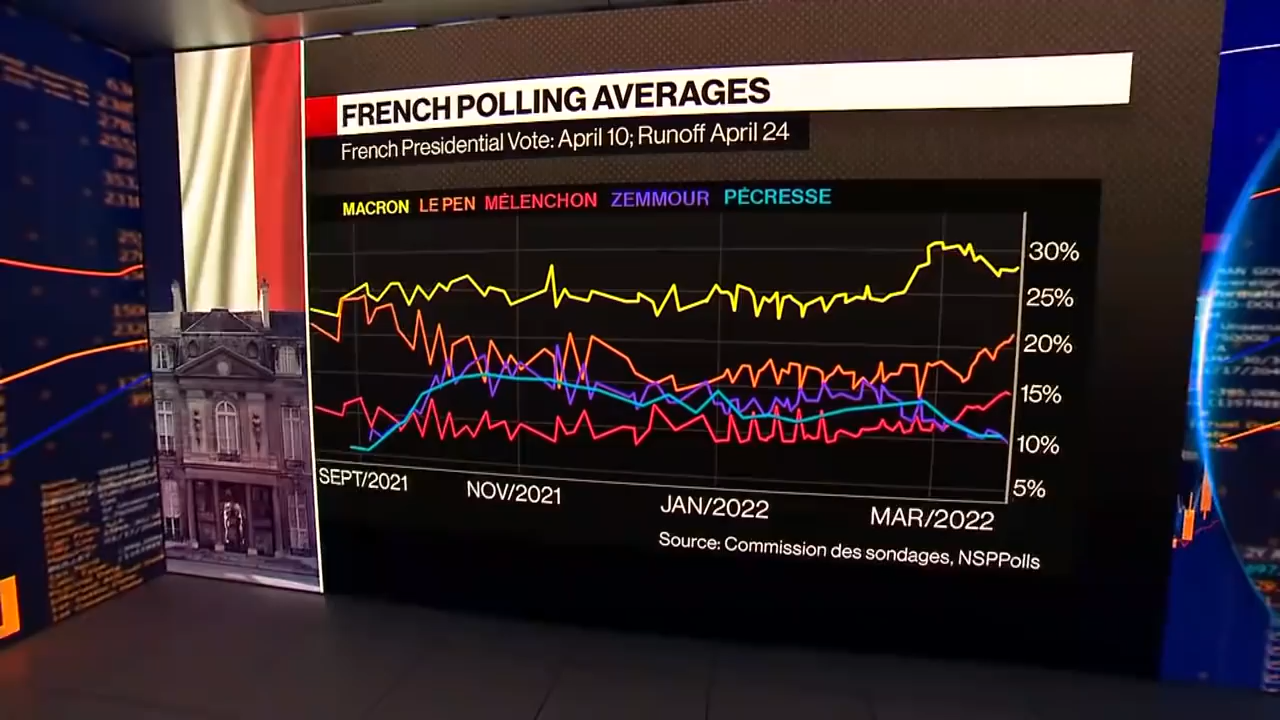 FRENCH POLLING AVERAGES
French Presidential Vote: April 10; Runoff April 24
MACRON LE PEN MÉLENCHON ZEMMOUR PÉCRESSE
30%
25%
20%
15%
10%
5%
SEPT/2021 NOV/2021 JAN/2022 MAR/2022
Source: Commission des sondages, NSPPolls